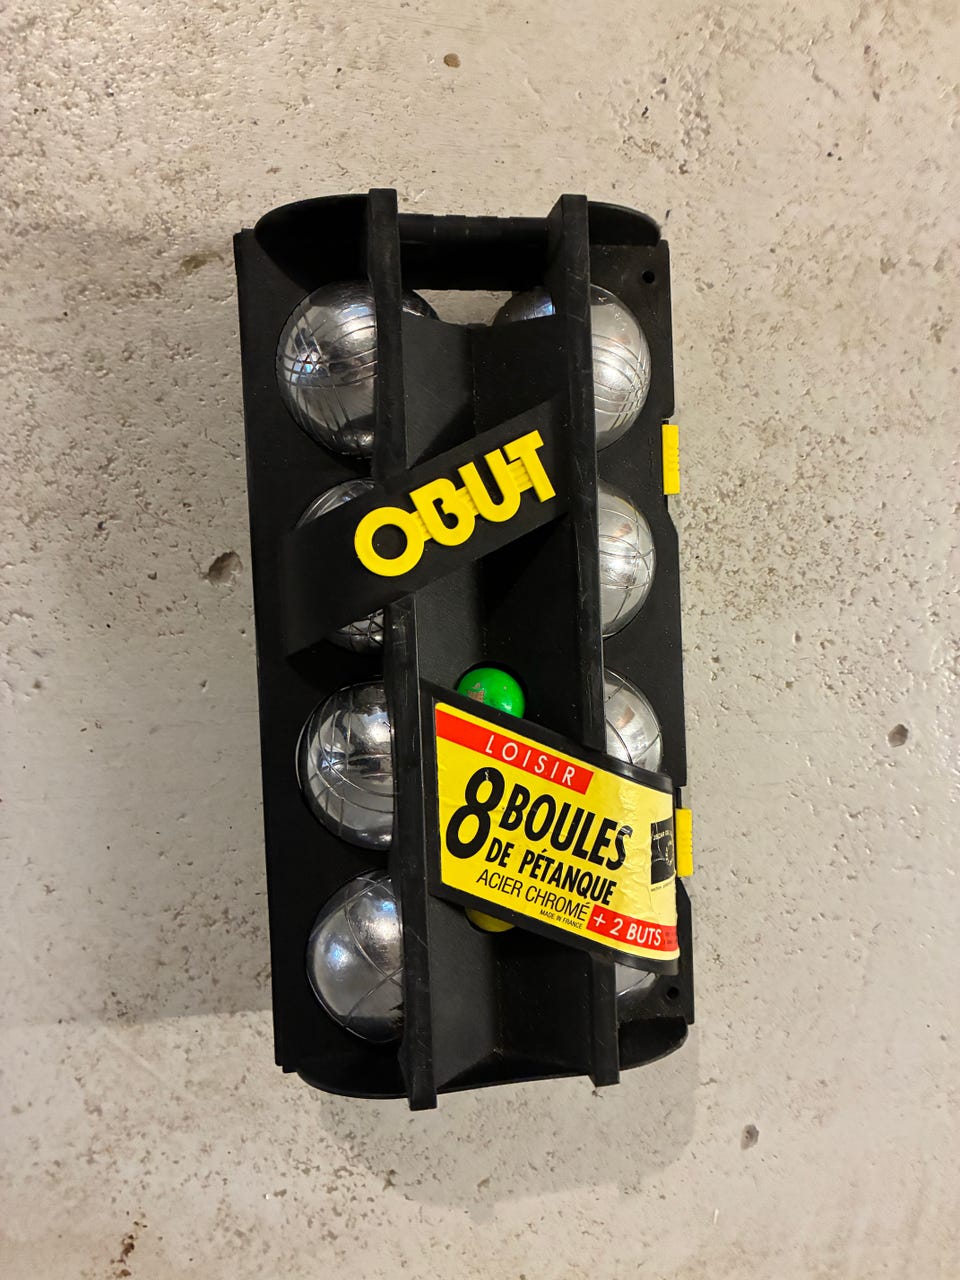 OBUT
LOISIR
8 BOULES
DE PÉTANQUE
ACIER CHROMÉ
MADE IN FRANCE
+ 2 BUTS